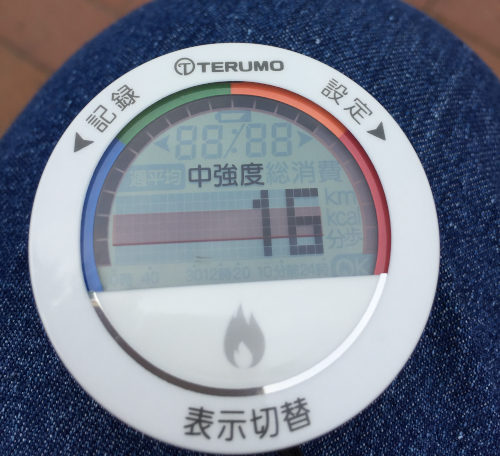 TERUMO
◀記録
設定▶
88/88
週平均 中強度 総消費
16
km
kcal
分歩
表示切替